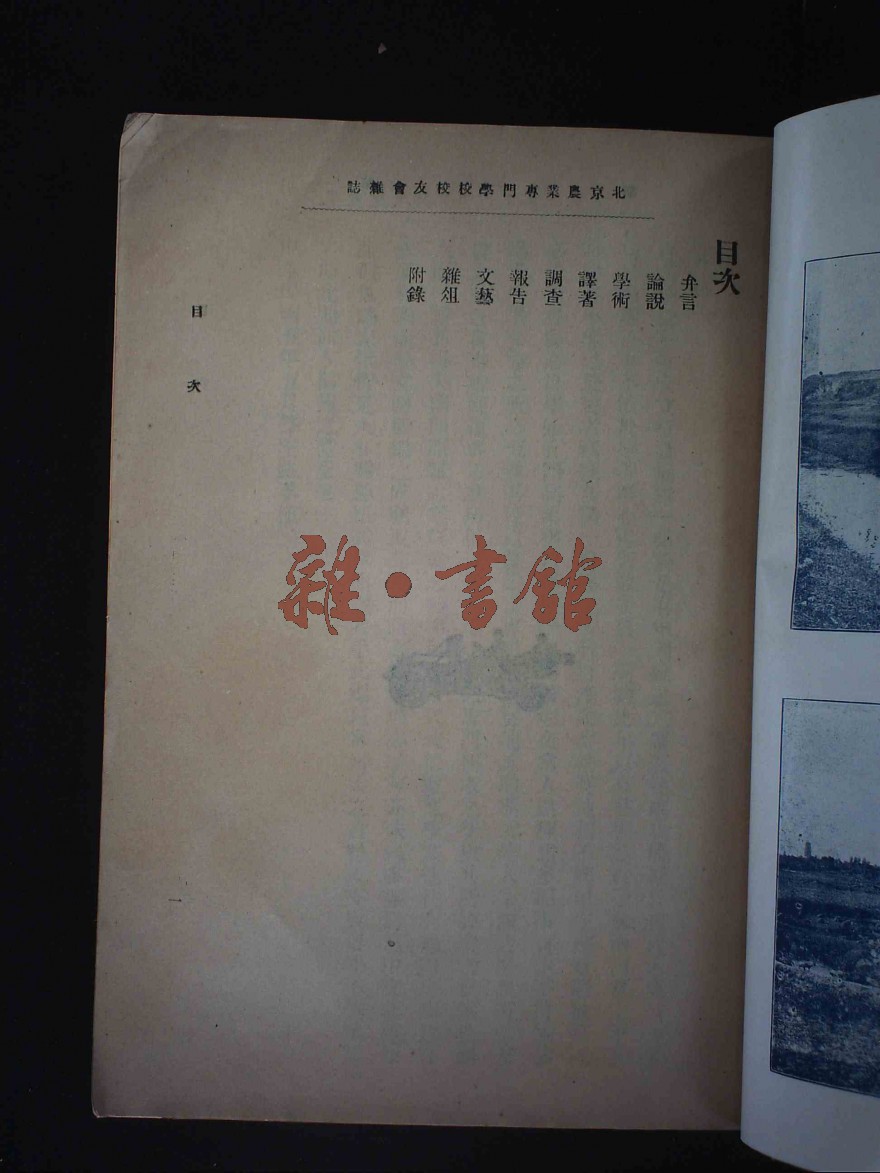 北京農業專門學校校友會雜誌
目次
弁言
論說
學術
譯著
調查
報告
文藝
雜俎
附錄
目次
一
雜·書館